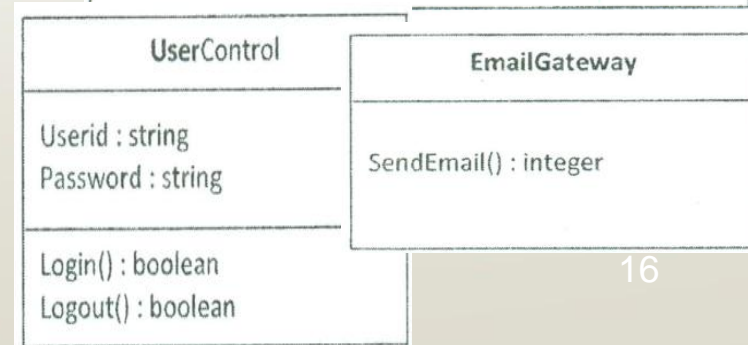 UserControl
Userid : string
Password : string
Login() : boolean
Logout() : boolean
EmailGateway
SendEmail() : integer
16